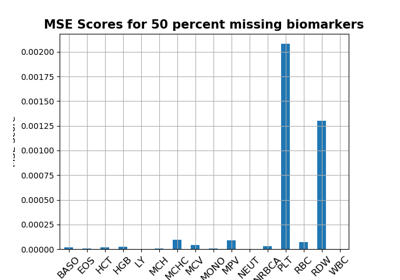 MSE Scores for 50 percent missing biomarkers
0.00200
0.00175
0.00150
0.00125
0.00100
0.00075
0.00050
0.00025
0.00000
BASO
EOS
HCT
HGB
LY
MCH
MCHC
MCV
MONO
MPV
NEUT
NRBCA
PLT
RBC
RDW
WBC